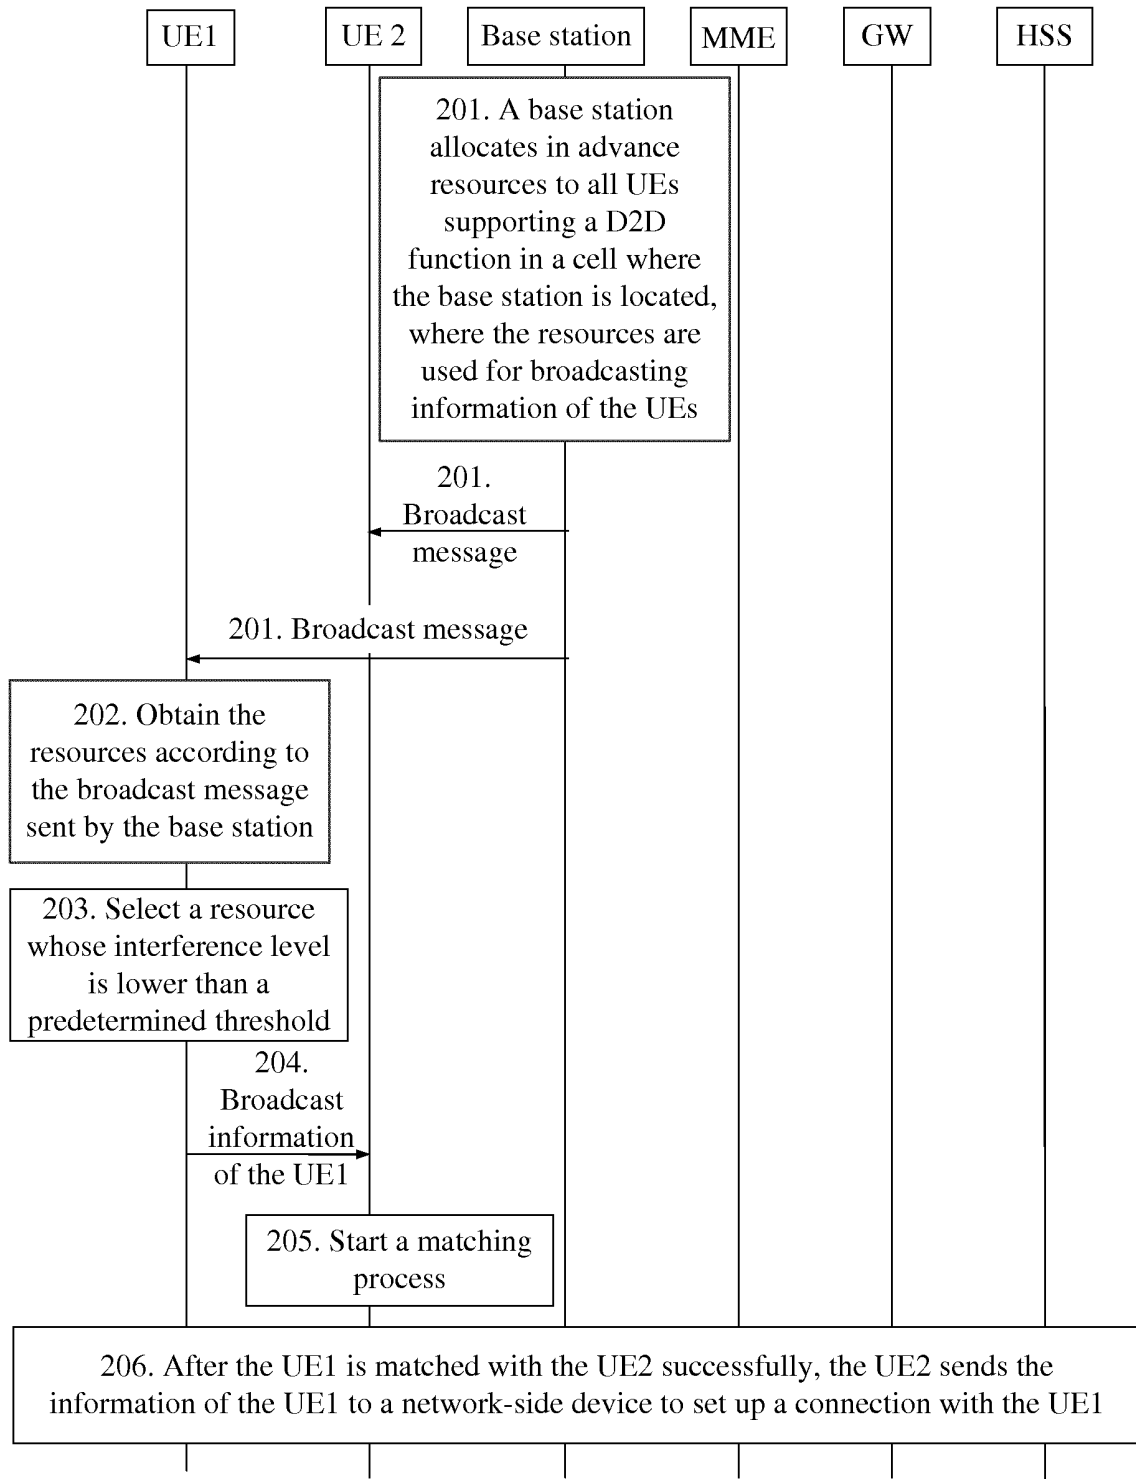 UE1
UE 2
Base station
MME
GW
HSS
201. A base station
allocates in advance
resources to all UEs
supporting a D2D
function in a cell where
the base station is located,
where the resources are
used for broadcasting
information of the UEs
201.
Broadcast
message
201. Broadcast message
202. Obtain the
resources according to
the broadcast message
sent by the base station
203. Select a resource
whose interference level
is lower than a
predetermined threshold
204.
Broadcast
information
of the UE1
205. Start a matching
process
206. After the UE1 is matched with the UE2 successfully, the UE2 sends the
information of the UE1 to a network-side device to set up a connection with the UE1